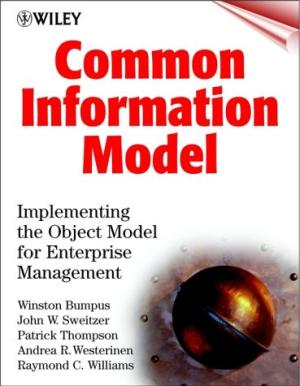 WILEY
Common
Information
Model
Implementing
the Object Model
for Enterprise
Management
Winston Bumpus
John W. Sweitzer
Patrick Thompson
Andrea R. Westerinen
Raymond C. Williams